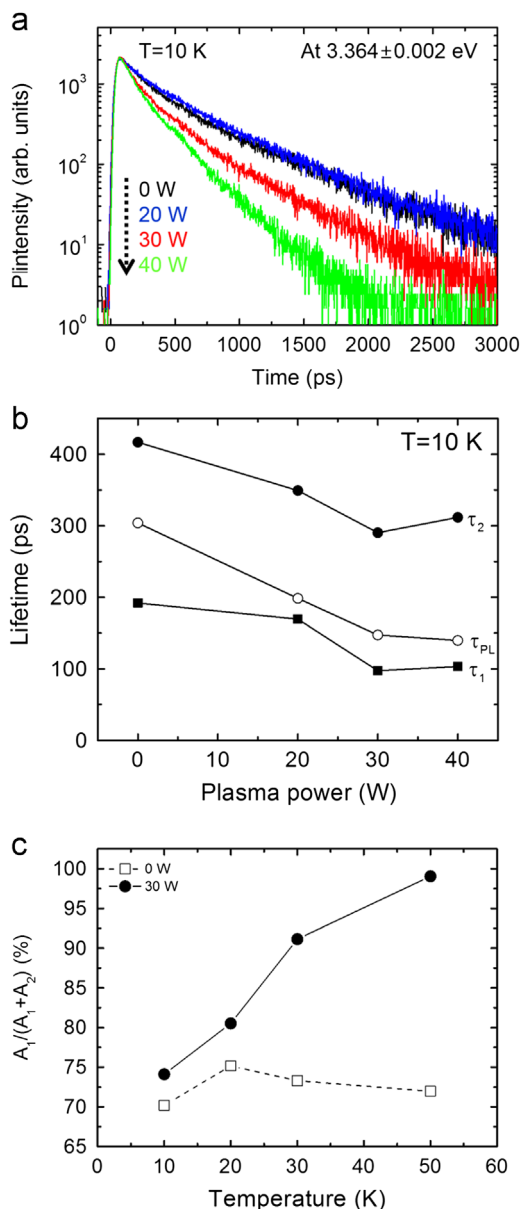 a
T=10 K At 3.364±0.002 eV
Plintensity (arb. units)
10³
10²
10¹
10⁰
0 W
20 W
30 W
40 W
0 500 1000 1500 2000 2500 3000
Time (ps)
b
T=10 K
Lifetime (ps)
400
300
200
100
0
τ₂
τPL
τ₁
0 10 20 30 40
Plasma power (W)
c
0 W
30 W
A₁/(A₁+A₂) (%)
100
95
90
85
80
75
70
65
0 10 20 30 40 50 60
Temperature (K)